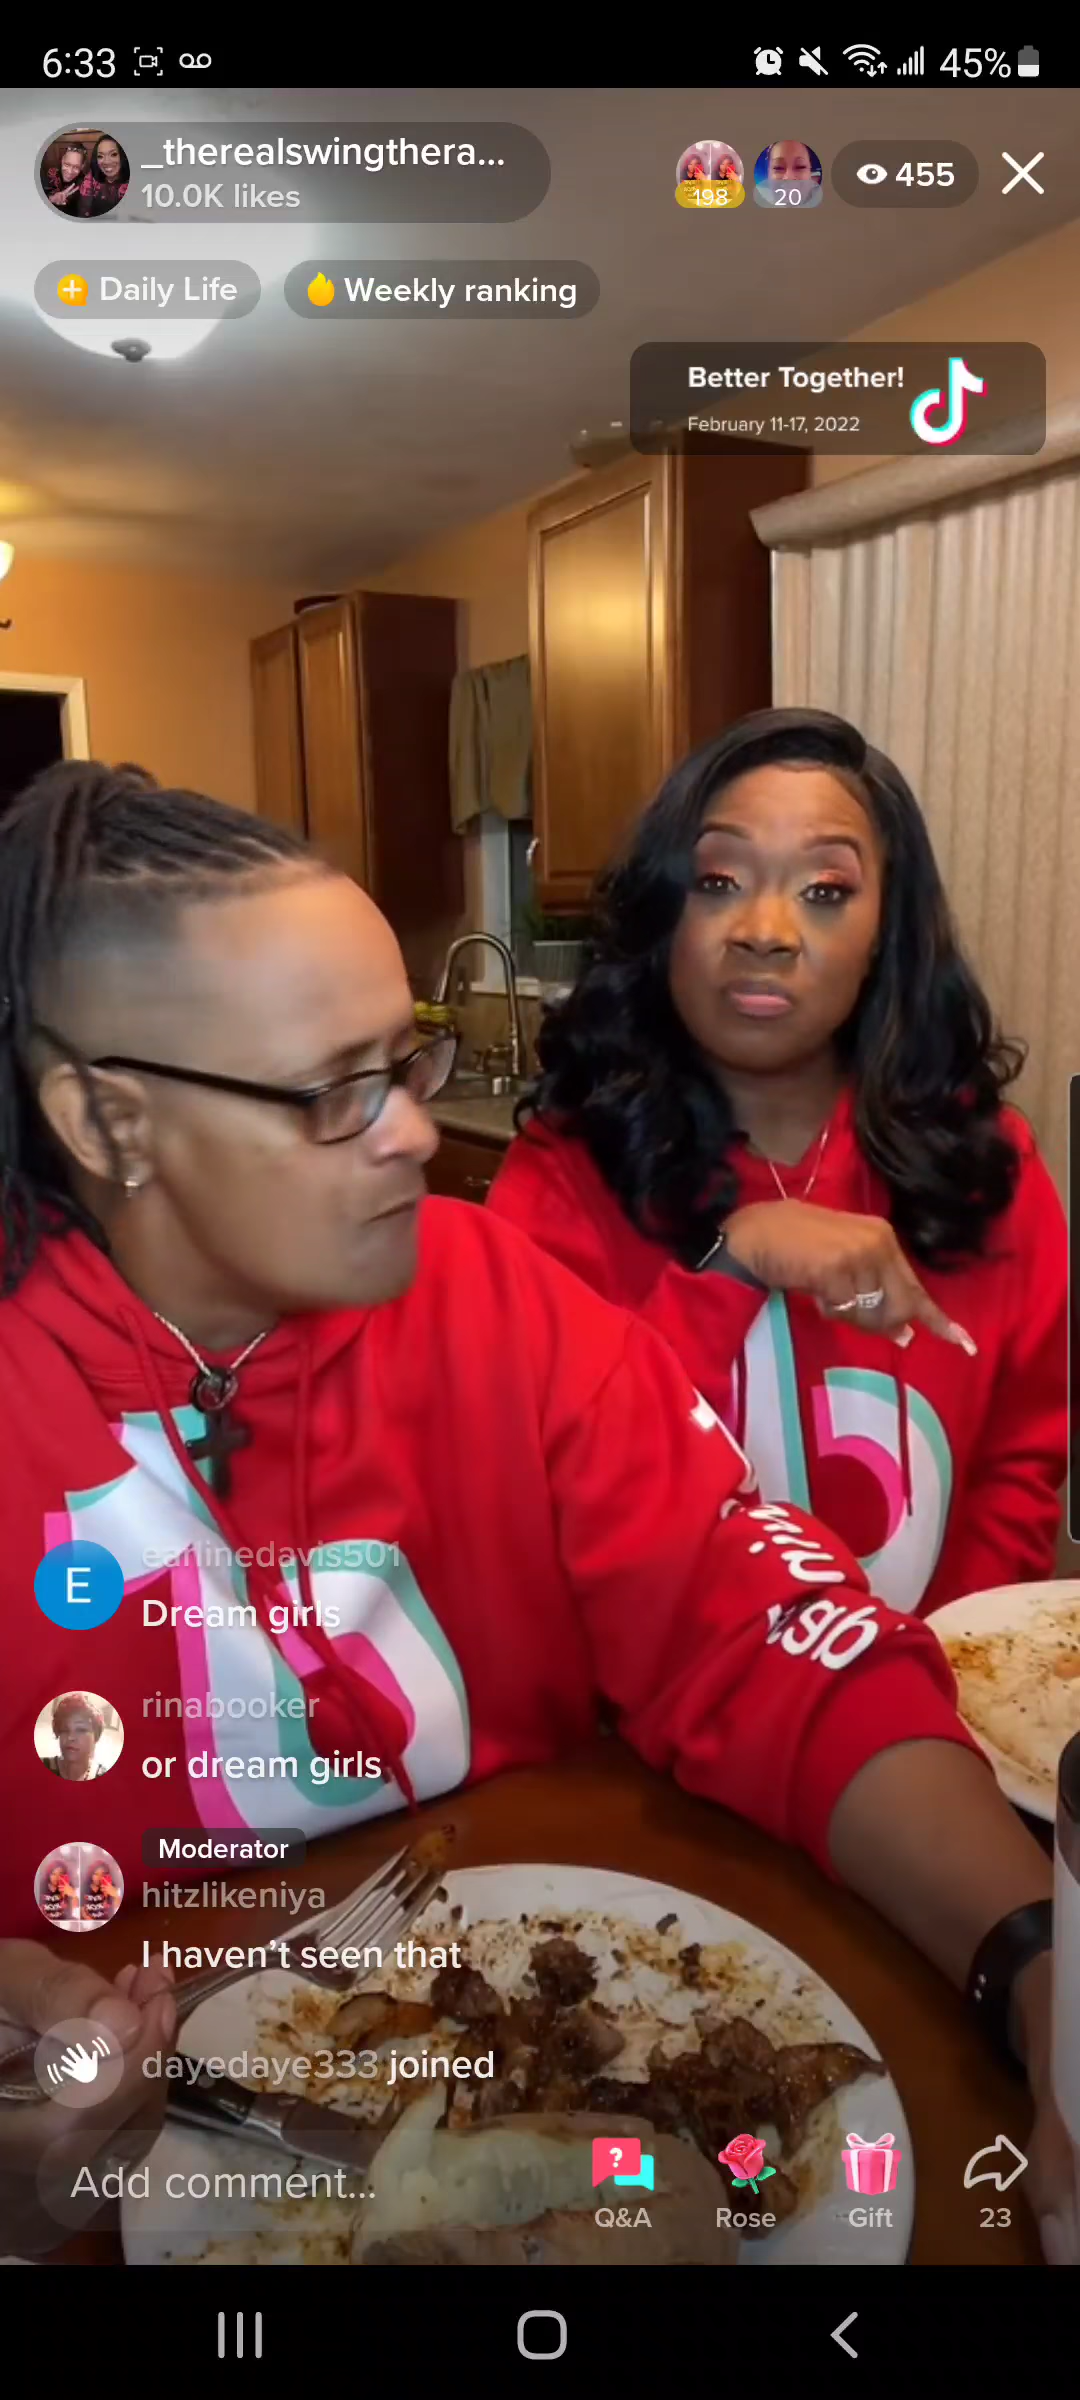 6:33
45%
_therealswingthera...
10.0K likes
198
20
455
Daily Life
Weekly ranking
Better Together!
February 11-17, 2022
earlinedavis501
E
Dream girls
rinabooker
or dream girls
Moderator
hitzlikeniya
I haven't seen that
dayedaye333 joined
Add comment...
?
Q&A
Rose
Gift
23